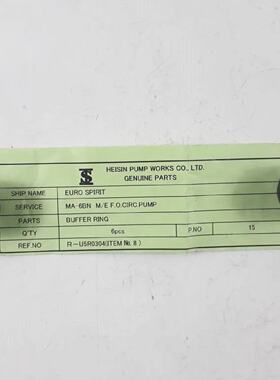 HEISIN PUMP WORKS CO., LTD.
GENUINE PARTS
SHIP NAME EURO SPIRIT
SERVICE MA-6BN M/E F.O.CIRC.PUMP
PARTS BUFFER RING
Q'TY 6pcs P.NO 15
REF.NO R-U5R0304(ITEM № 8)